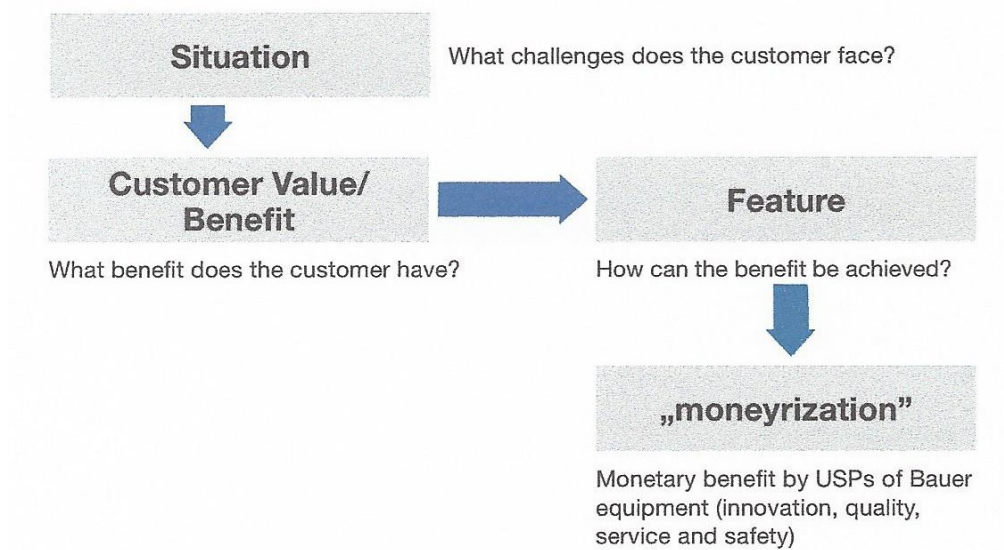 Situation
What challenges does the customer face?
Customer Value/
Benefit
Feature
What benefit does the customer have?
How can the benefit be achieved?
„moneyrization”
Monetary benefit by USPs of Bauer
equipment (innovation, quality,
service and safety)